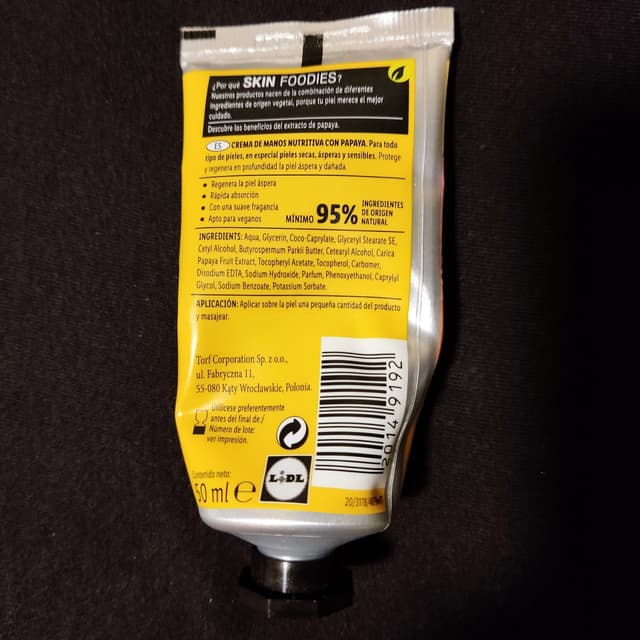 ¿Por qué SKIN FOODIES?
Nuestros productos nacen de la combinación de diferentes
ingredientes de origen vegetal, porque tu piel merece el mejor
cuidado.
Descubre los beneficios del extracto de papaya.
ES CREMA DE MANOS NUTRITIVA CON PAPAYA. Para todo
tipo de pieles, en especial pieles secas, ásperas y sensibles. Protege
y regenera en profundidad la piel áspera y dañada.
• Regenera la piel áspera
• Rápida absorción
• Con una suave fragancia
• Apto para veganos
MÍNIMO 95% INGREDIENTES
DE ORIGEN
NATURAL
INGREDIENTS: Aqua, Glycerin, Coco-Caprylate, Glyceryl Stearate SE,
Cetyl Alcohol, Butyrospermum Parkii Butter, Cetearyl Alcohol, Carica
Papaya Fruit Extract, Tocopheryl Acetate, Tocopherol, Carbomer,
Disodium EDTA, Sodium Hydroxide, Parfum, Phenoxyethanol, Caprylyl
Glycol, Sodium Benzoate, Potassium Sorbate.
APLICACIÓN: Aplicar sobre la piel una pequeña cantidad del producto
y masajear.
Torf Corporation Sp. z o.o.,
ul. Fabryczna 11,
55-080 Kąty Wrocławskie, Polonia.
Utilícese preferentemente
antes del final de:/
Número de lote:
ver impresión.
Contenido neto:
50 ml e
LIDL
20149192